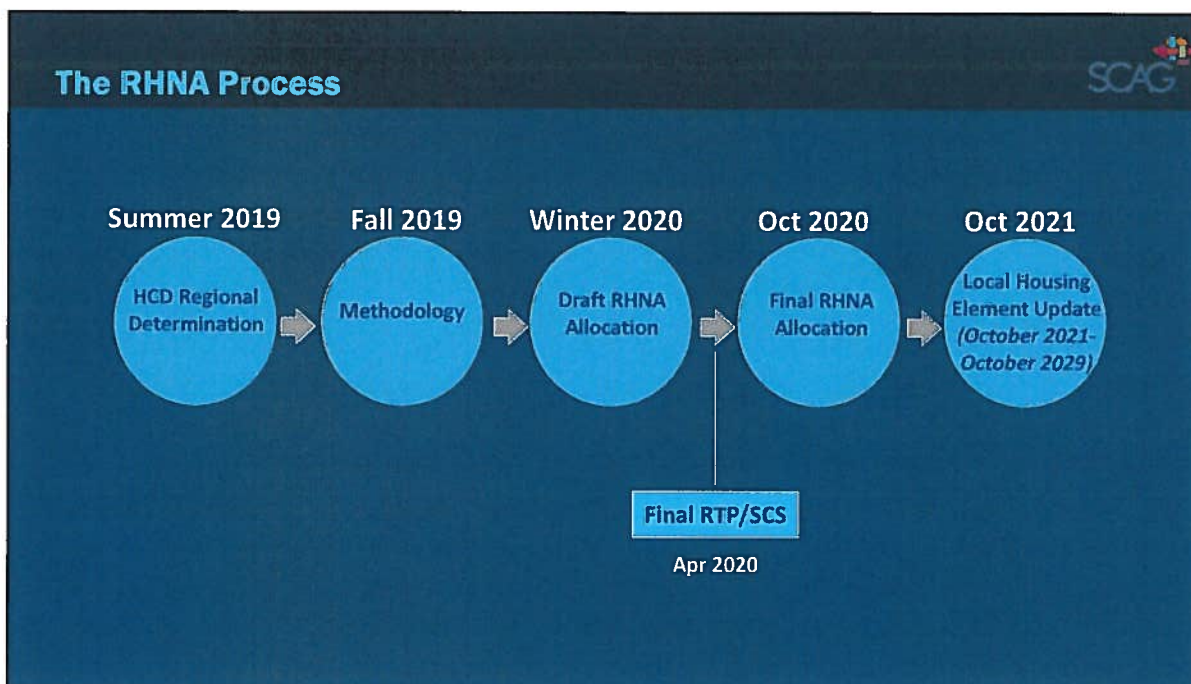 The RHNA Process
SCAG
Summer 2019
Fall 2019
Winter 2020
Oct 2020
Oct 2021
HCD Regional
Determination
Methodology
Draft RHNA
Allocation
Final RHNA
Allocation
Local Housing
Element Update
(October 2021-
October 2029)
Final RTP/SCS
Apr 2020